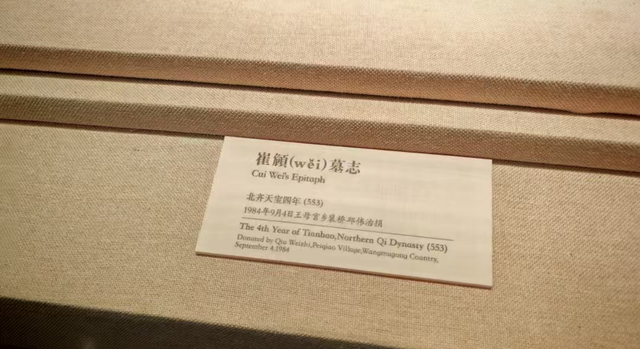 崔頠(wěi)墓志
Cui Wei's Epitaph
北齐天宝四年 (553)
1984年9月4日王母宫乡裴桥邱伟治捐
The 4th Year of Tianbao,Northern Qi Dynasty (553)
Donated by Qiu Weizhi,Peiqiao Village,Wangmugong Country,
September 4,1984